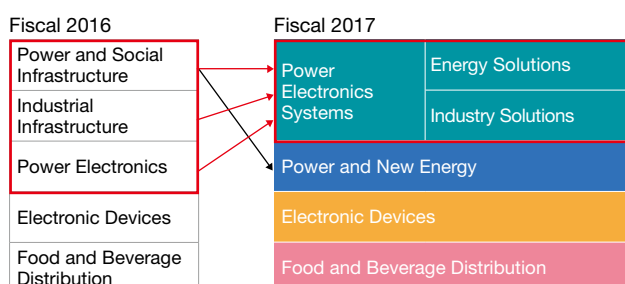 Fiscal 2016
Power and Social
Infrastructure
Industrial
Infrastructure
Power Electronics
Electronic Devices
Food and Beverage
Distribution
Fiscal 2017
Power
Electronics
Systems
Energy Solutions
Industry Solutions
Power and New Energy
Electronic Devices
Food and Beverage Distribution